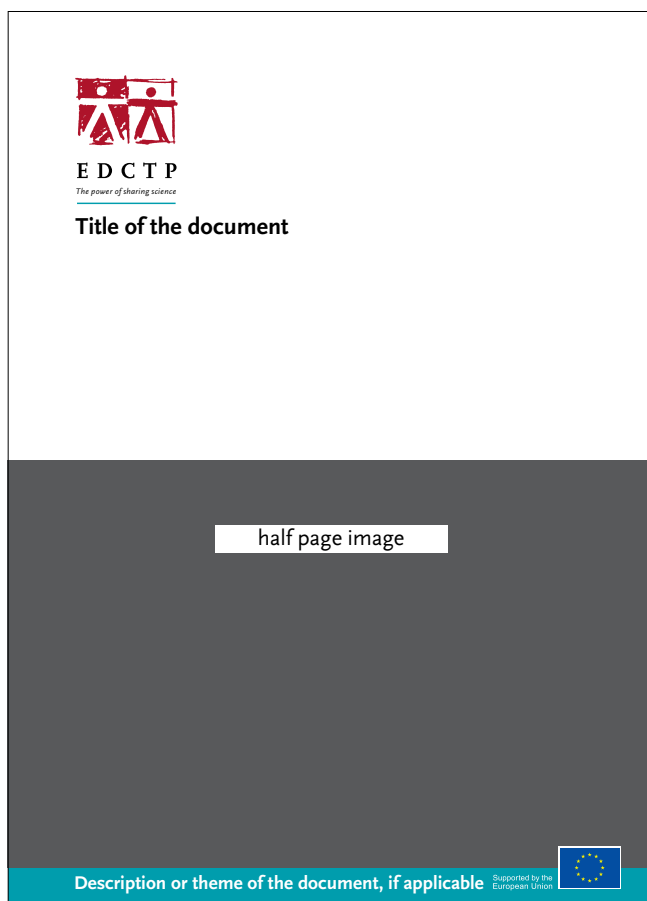 EDCTP
The power of sharing science
Title of the document
half page image
Description or theme of the document, if applicable
Supported by the
European Union